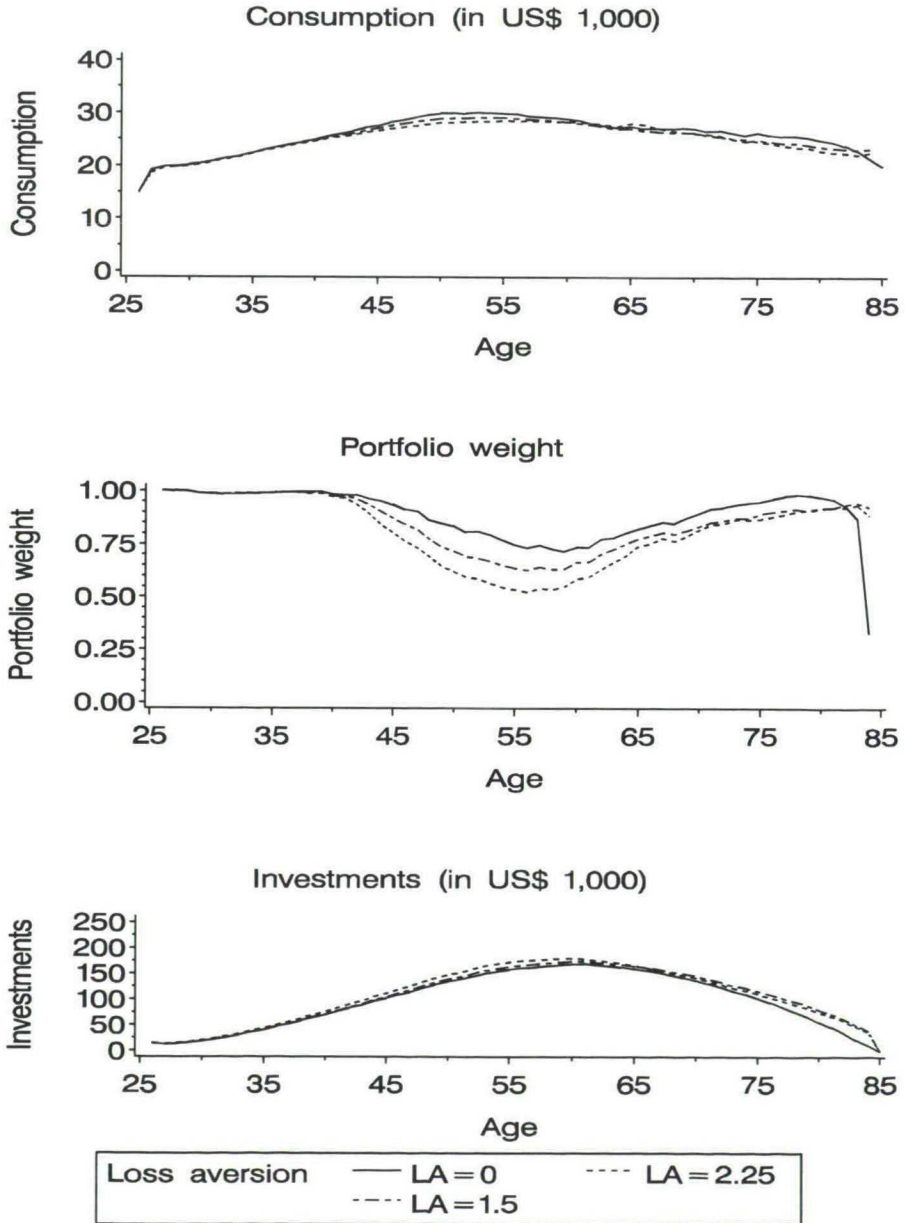 Consumption (in US$ 1,000)
Consumption
40
30
20
10
0
25 35 45 55 65 75 85
Age
Portfolio weight
Portfolio weight
1.00
0.75
0.50
0.25
0.00
25 35 45 55 65 75 85
Age
Investments (in US$ 1,000)
Investments
250
200
150
100
50
0
25 35 45 55 65 75 85
Age
Loss aversion LA=0 LA=2.25
LA=1.5